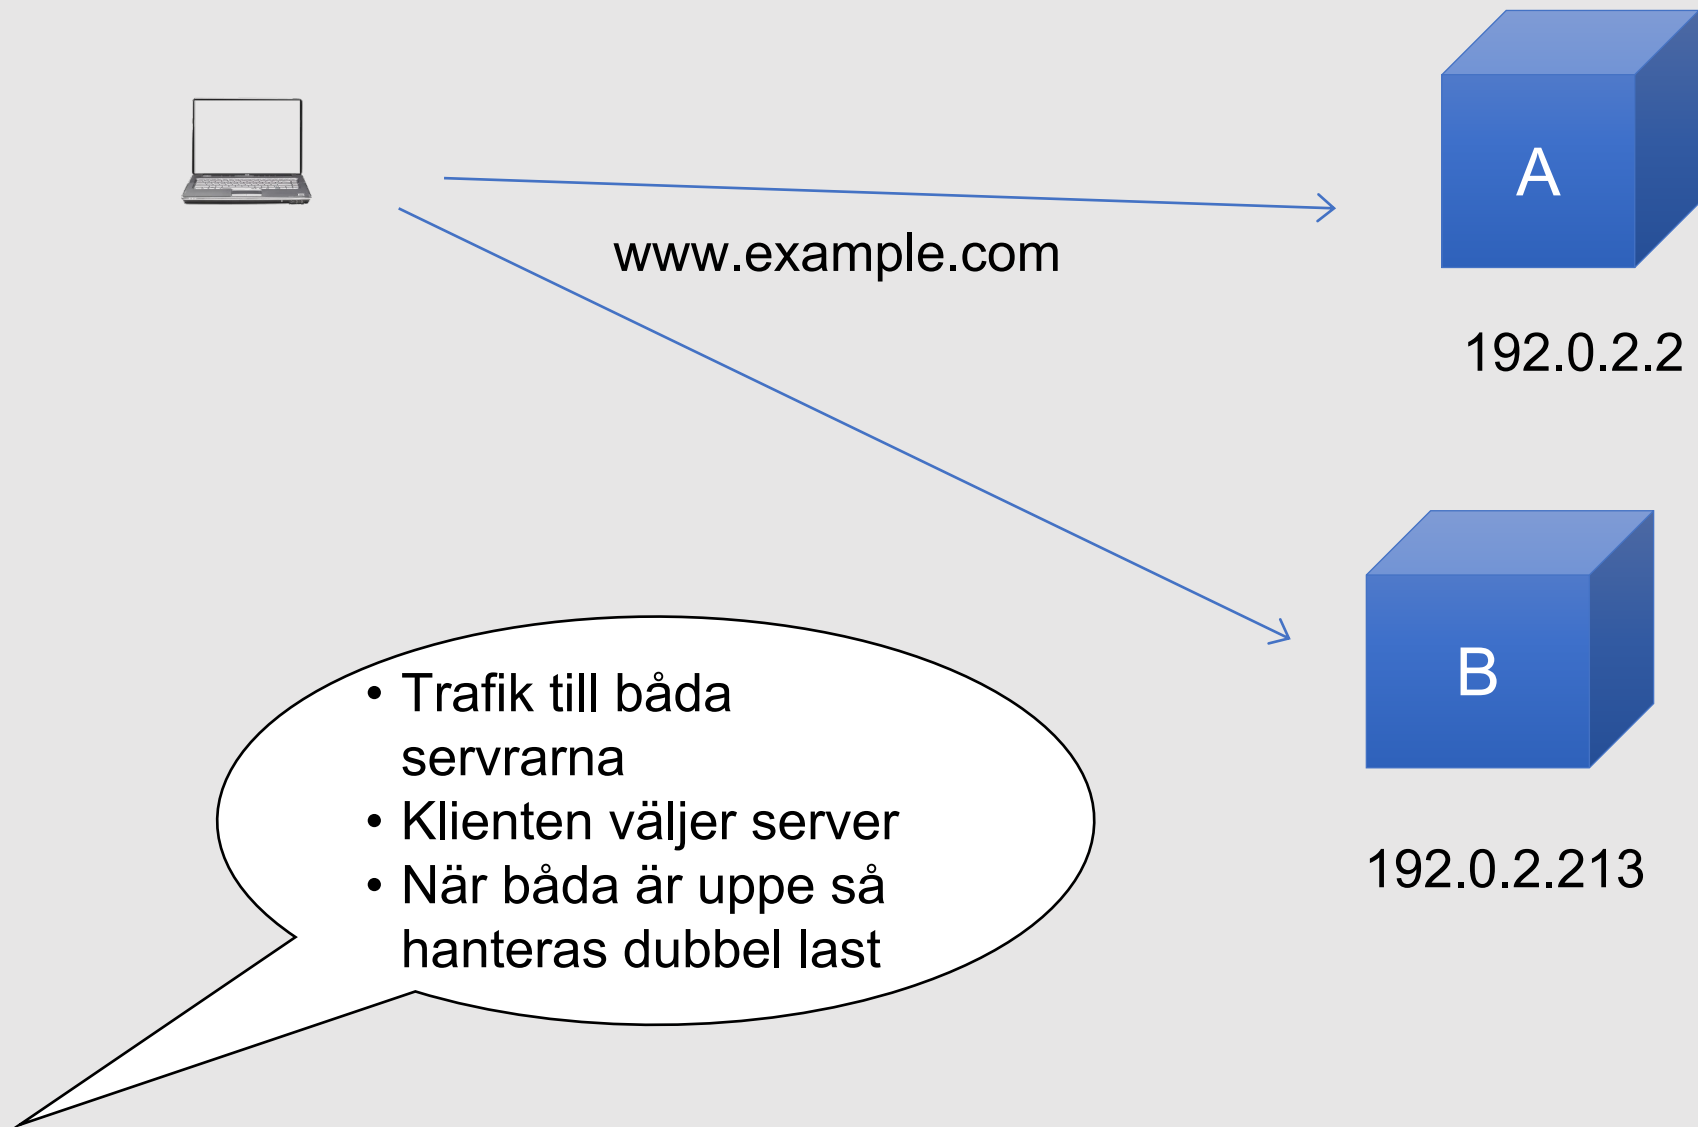 A
www.example.com
192.0.2.2
B
• Trafik till båda
servrarna
• Klienten väljer server
• När båda är uppe så
hanteras dubbel last
192.0.2.213